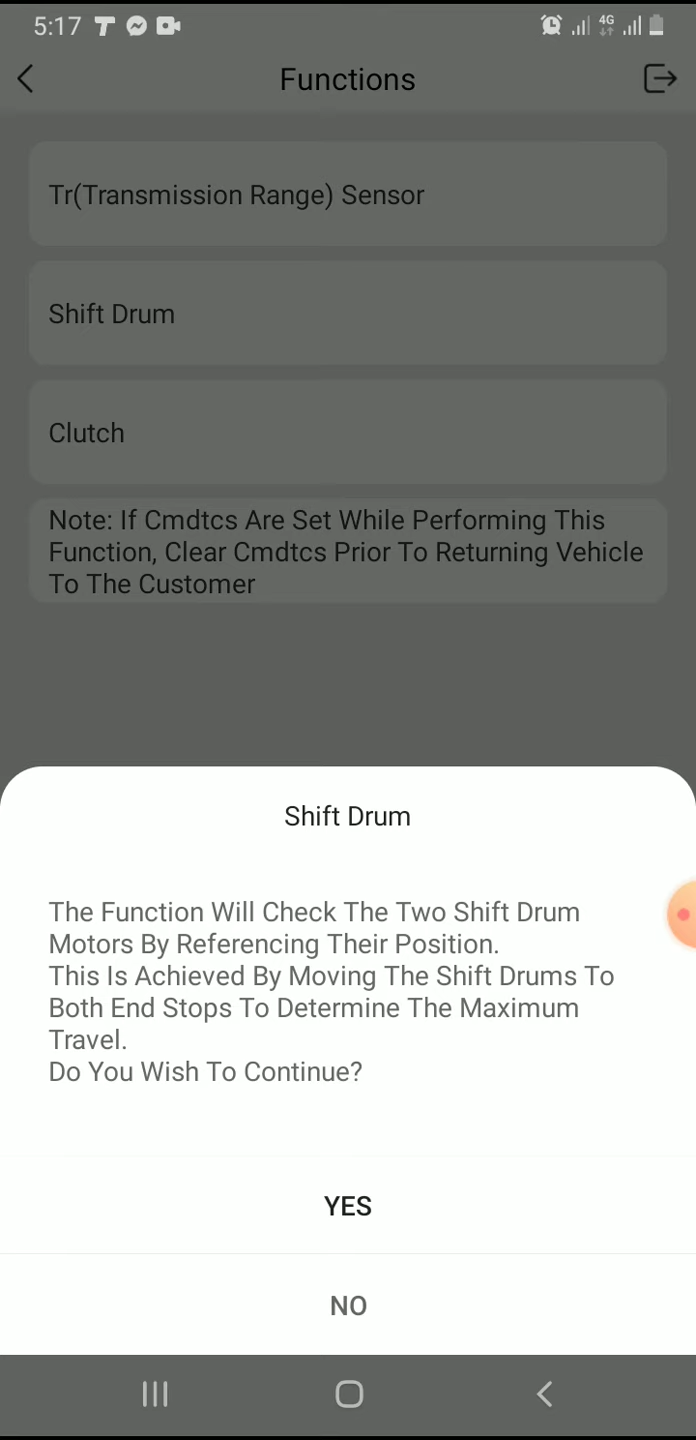 5:17
4G
Functions
Tr(Transmission Range) Sensor
Shift Drum
Clutch
Note: If Cmdtcs Are Set While Performing This
Function, Clear Cmdtcs Prior To Returning Vehicle
To The Customer
Shift Drum
The Function Will Check The Two Shift Drum
Motors By Referencing Their Position.
This Is Achieved By Moving The Shift Drums To
Both End Stops To Determine The Maximum
Travel.
Do You Wish To Continue?
YES
NO